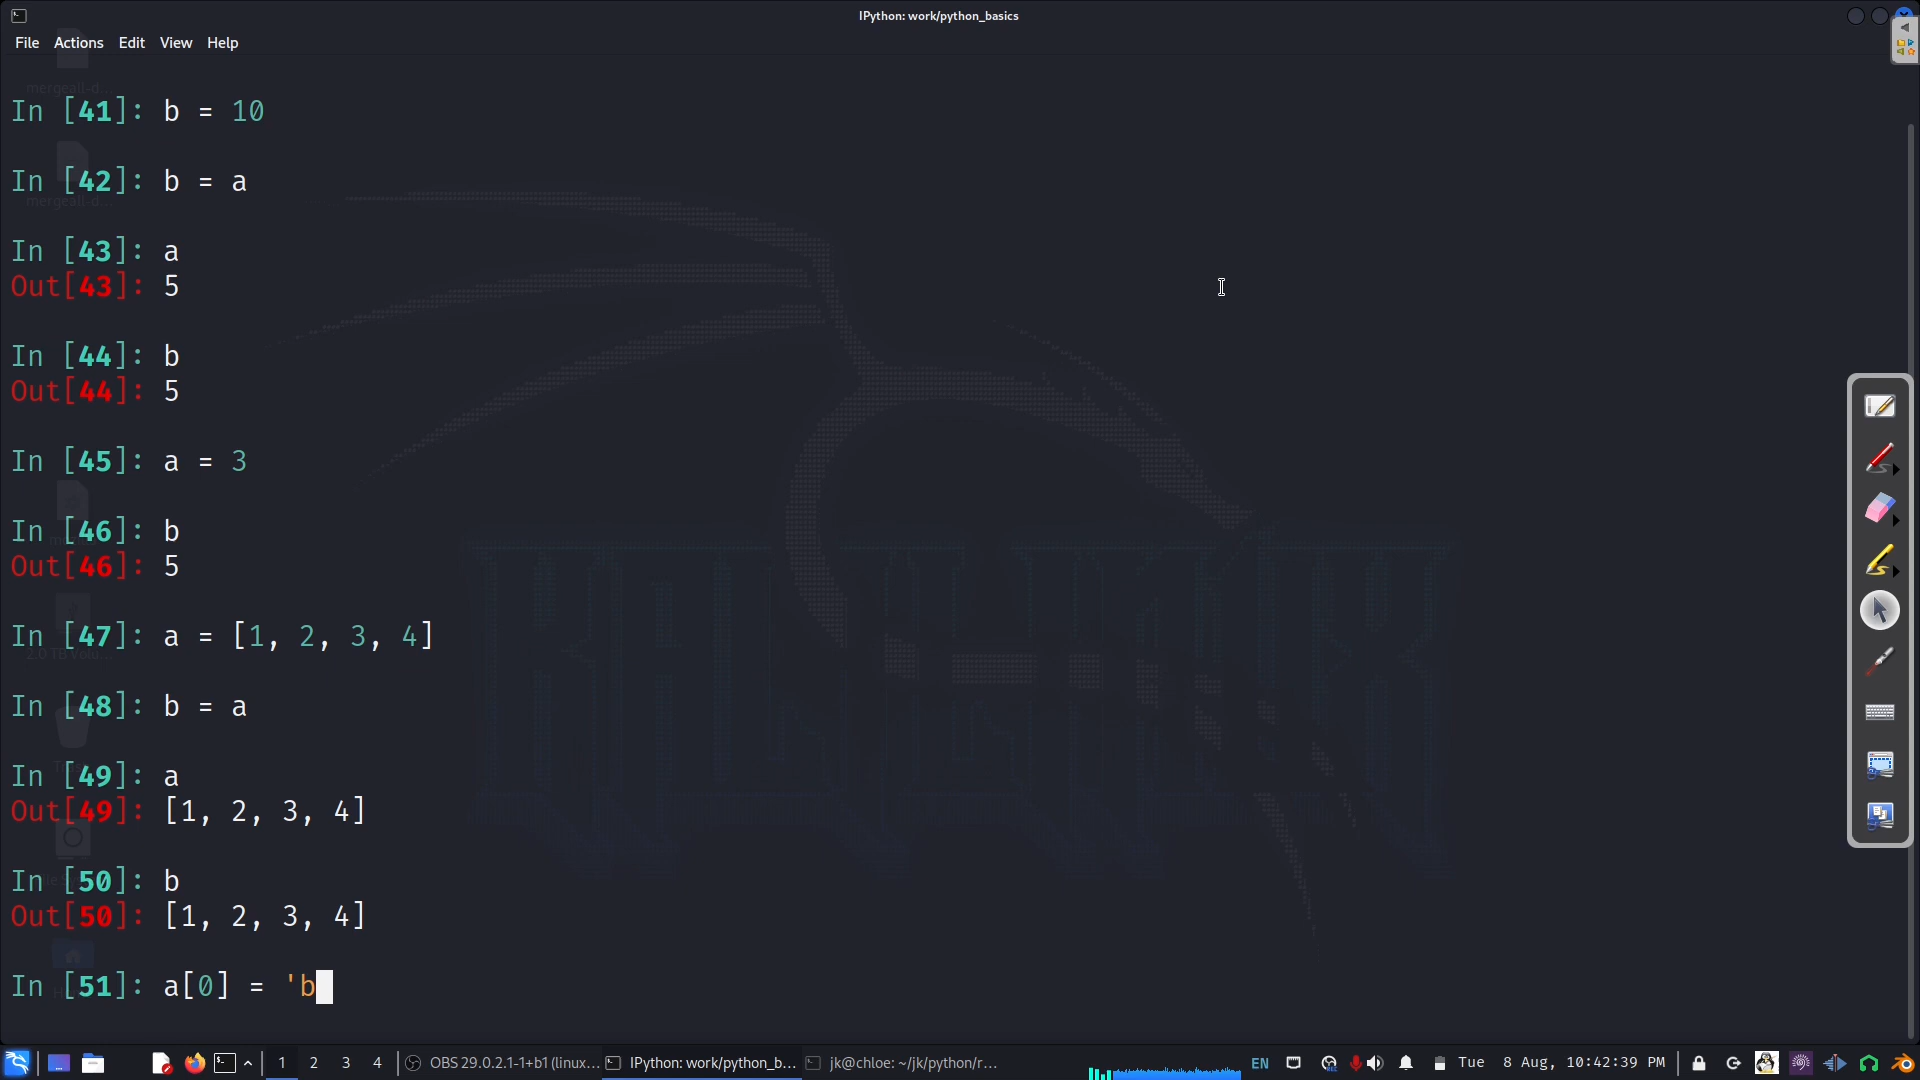 IPython: work/python_basics
File Actions Edit View Help
In [41]: b = 10
In [42]: b = a
In [43]: a
Out[43]: 5
In [44]: b
Out[44]: 5
In [45]: a = 3
In [46]: b
Out[46]: 5
In [47]: a = [1, 2, 3, 4]
In [48]: b = a
In [49]: a
Out[49]: [1, 2, 3, 4]
In [50]: b
Out[50]: [1, 2, 3, 4]
In [51]: a[0] = 'b
1 2 3 4 OBS 29.0.2.1-1+b1 (linux... IPython: work/python_b... jk@chloe: ~/jk/python/r... EN Tue 8 Aug, 10:42:39 PM